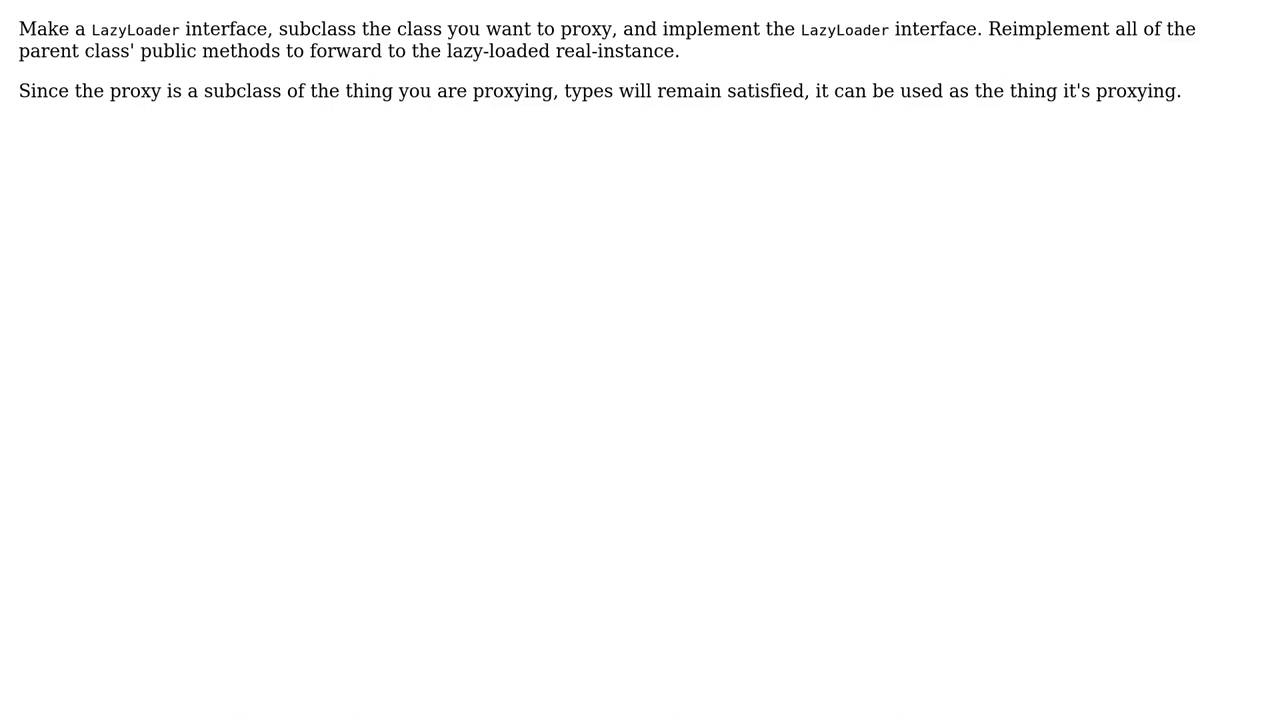 Make a LazyLoader interface, subclass the class you want to proxy, and implement the LazyLoader interface. Reimplement all of the
parent class' public methods to forward to the lazy-loaded real-instance.
Since the proxy is a subclass of the thing you are proxying, types will remain satisfied, it can be used as the thing it's proxying.